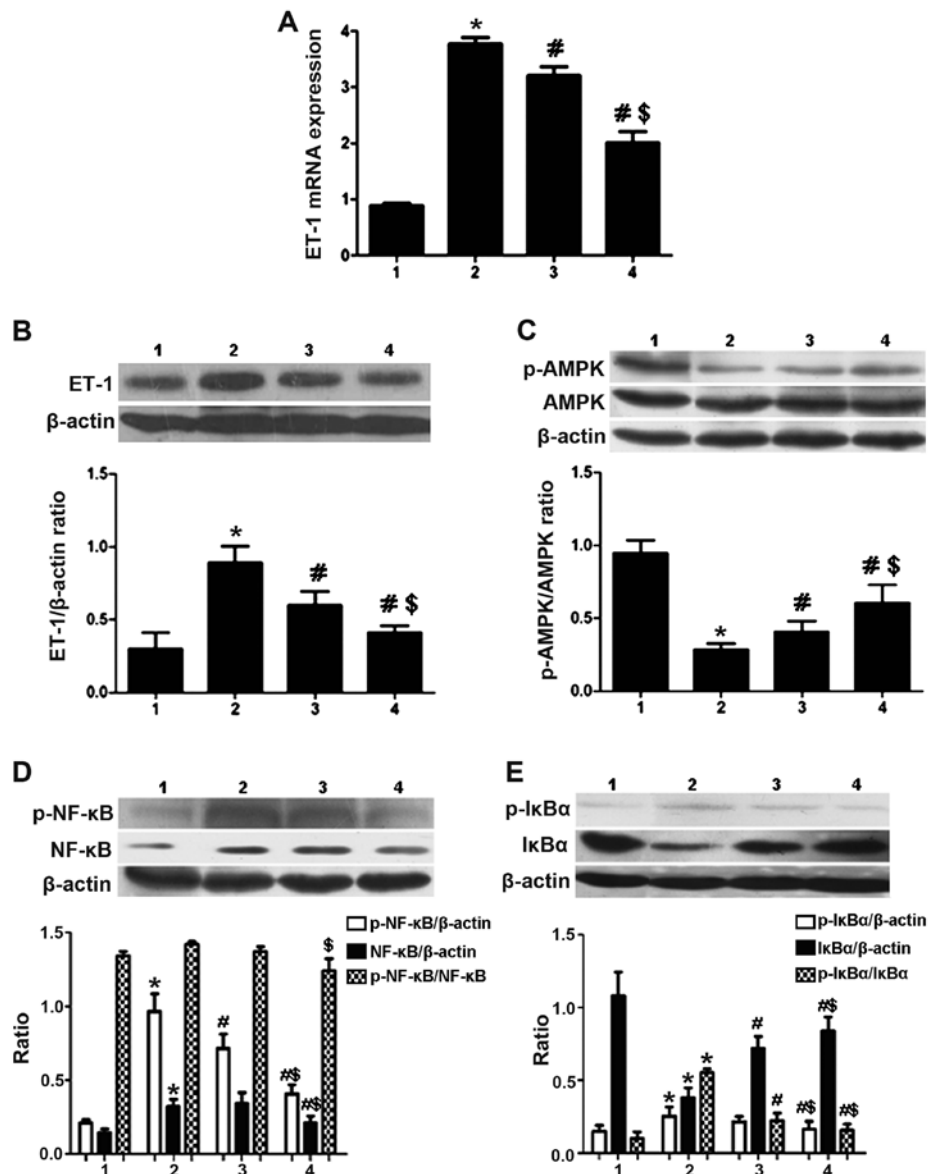 A
ET-1 mRNA expression
4
3
2
1
0
*
#
# $
1 2 3 4
B
1 2 3 4
ET-1
β-actin
ET-1/β-actin ratio
1.5
1.0
0.5
0.0
*
#
# $
1 2 3 4
C
1 2 3 4
p-AMPK
AMPK
β-actin
p-AMPK/AMPK ratio
1.5
1.0
0.5
0.0
*
#
# $
1 2 3 4
D
1 2 3 4
p-NF-κB
NF-κB
β-actin
p-NF-κB/β-actin
NF-κB/β-actin
p-NF-κB/NF-κB
Ratio
1.5
1.0
0.5
0.0
*
*
#
#$
#$
$
1 2 3 4
E
1 2 3 4
p-IκBα
IκBα
β-actin
p-IκBα/β-actin
IκBα/β-actin
p-IκBα/IκBα
Ratio
1.5
1.0
0.5
0.0
*
*
*
#
#
#$
#$
#$
1 2 3 4